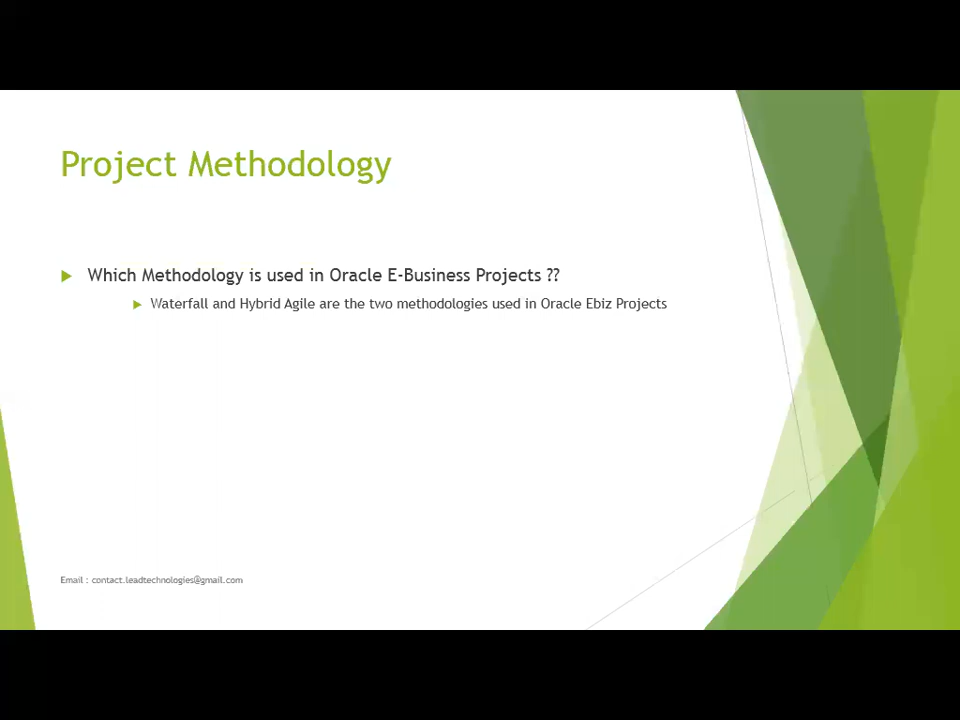 Project Methodology
Which Methodology is used in Oracle E-Business Projects ??
Waterfall and Hybrid Agile are the two methodologies used in Oracle Ebiz Projects
Email : contact.leadtechnologies@gmail.com